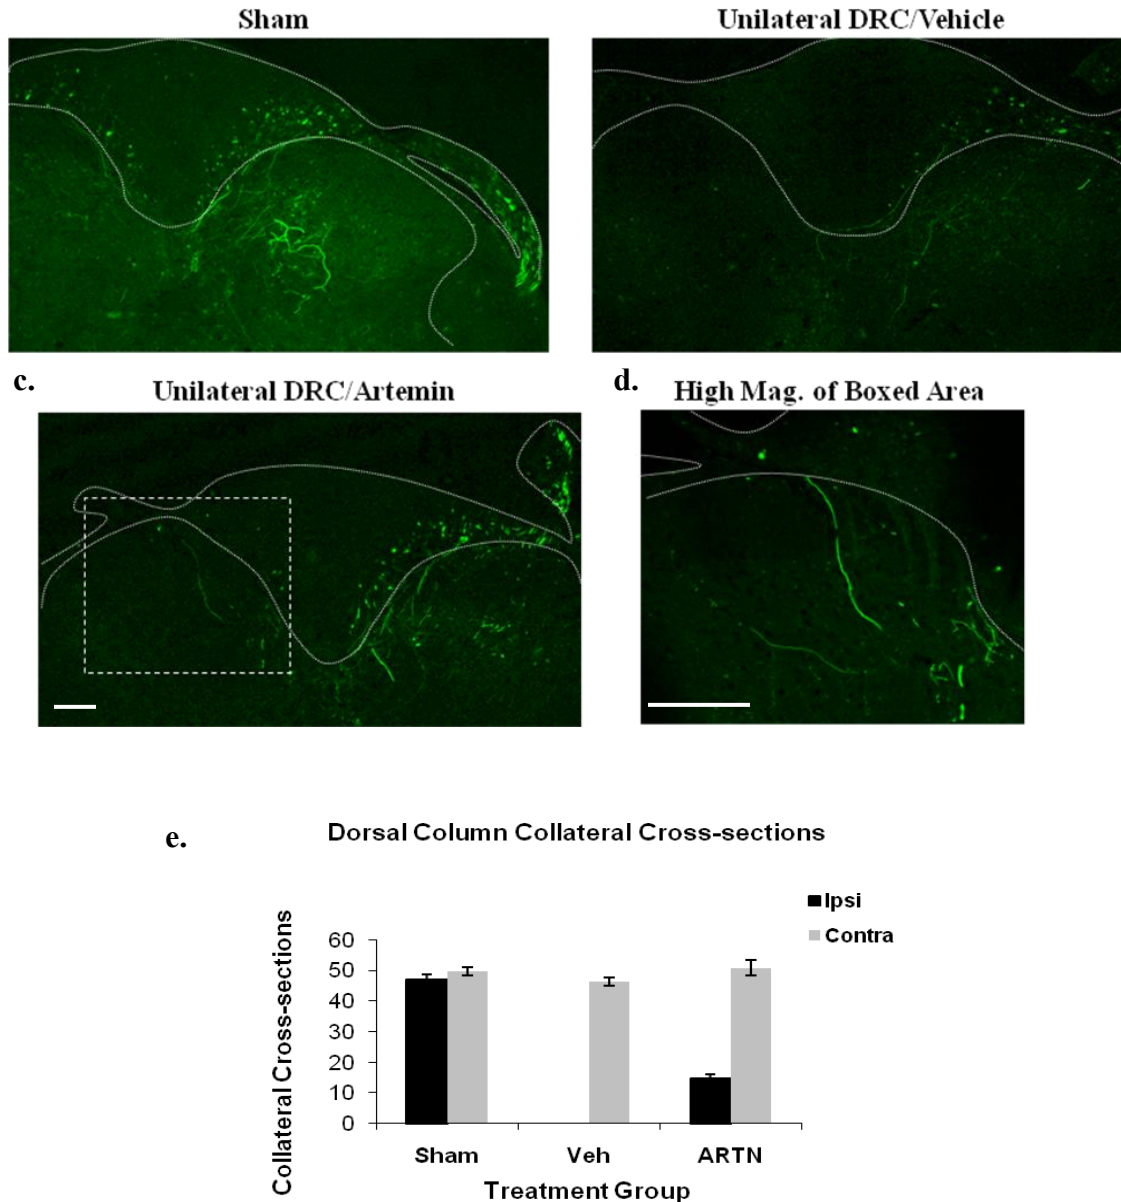 Sham
Unilateral DRC/Vehicle
c.
Unilateral DRC/Artemin
d.
High Mag. of Boxed Area
e.
Dorsal Column Collateral Cross-sections
Ipsi
Contra
Collateral Cross-sections
60
50
40
30
20
10
0
Sham
Veh
ARTN
Treatment Group